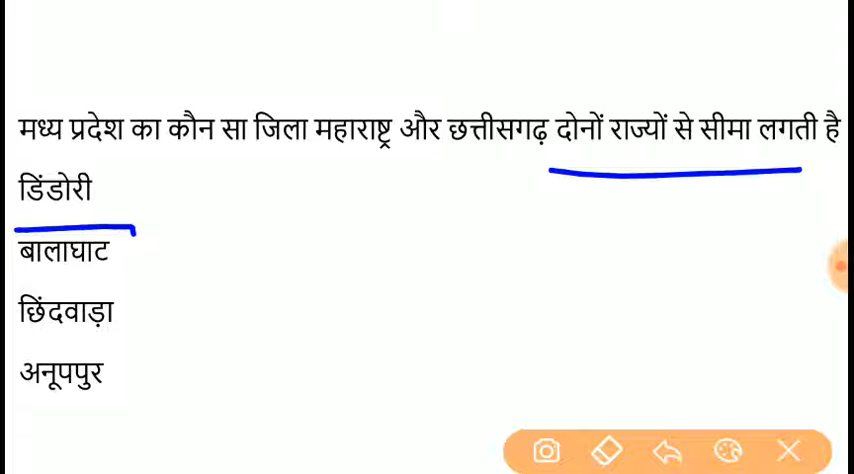 मध्य प्रदेश का कौन सा जिला महाराष्ट्र और छत्तीसगढ़ दोनों राज्यों से सीमा लगती है
डिंडोरी
बालाघाट
छिंदवाड़ा
अनूपपुर